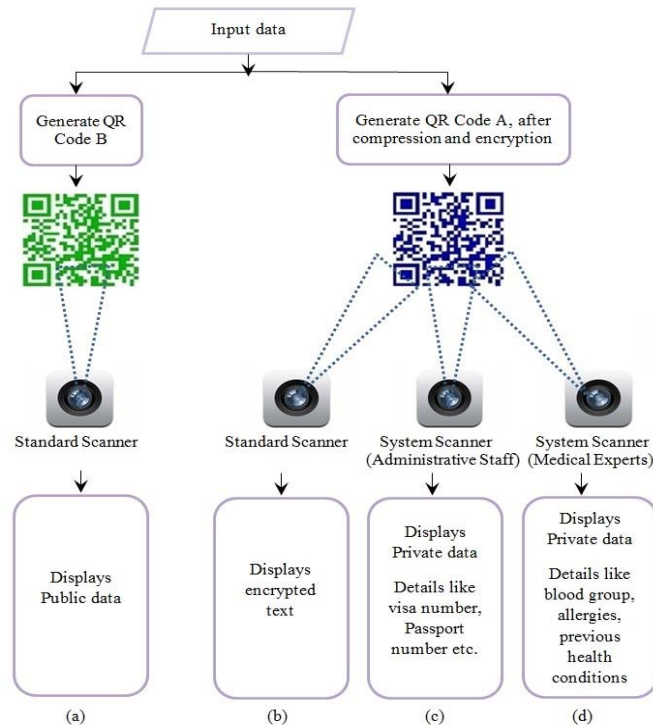 Input data
Generate QR
Code B
Generate QR Code A, after
compression and encryption
Standard Scanner
Standard Scanner
System Scanner
(Administrative Staff)
System Scanner
(Medical Experts)
Displays
Public data
Displays
encrypted
text
Displays
Private data
Details like
visa number,
Passport
number etc.
Displays
Private data
Details like
blood group,
allergies,
previous
health
conditions
(a)
(b)
(c)
(d)